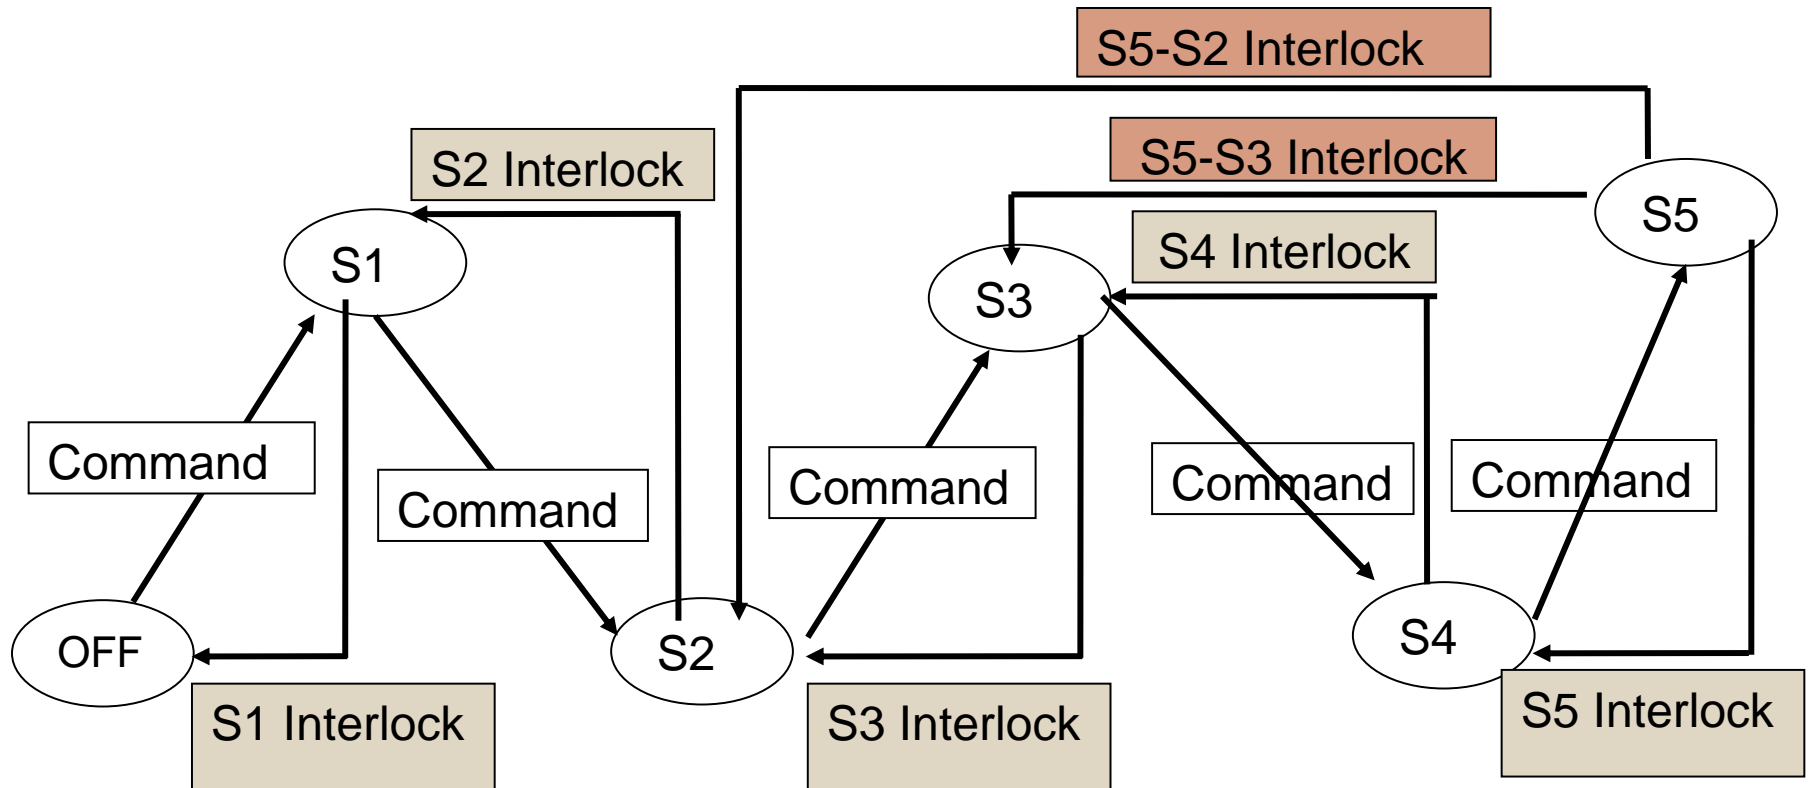 S5-S2 Interlock
S2 Interlock
S5-S3 Interlock
S5
S1
S4 Interlock
S3
Command
Command
Command
Command
Command
OFF
S2
S4
S1 Interlock
S3 Interlock
S5 Interlock